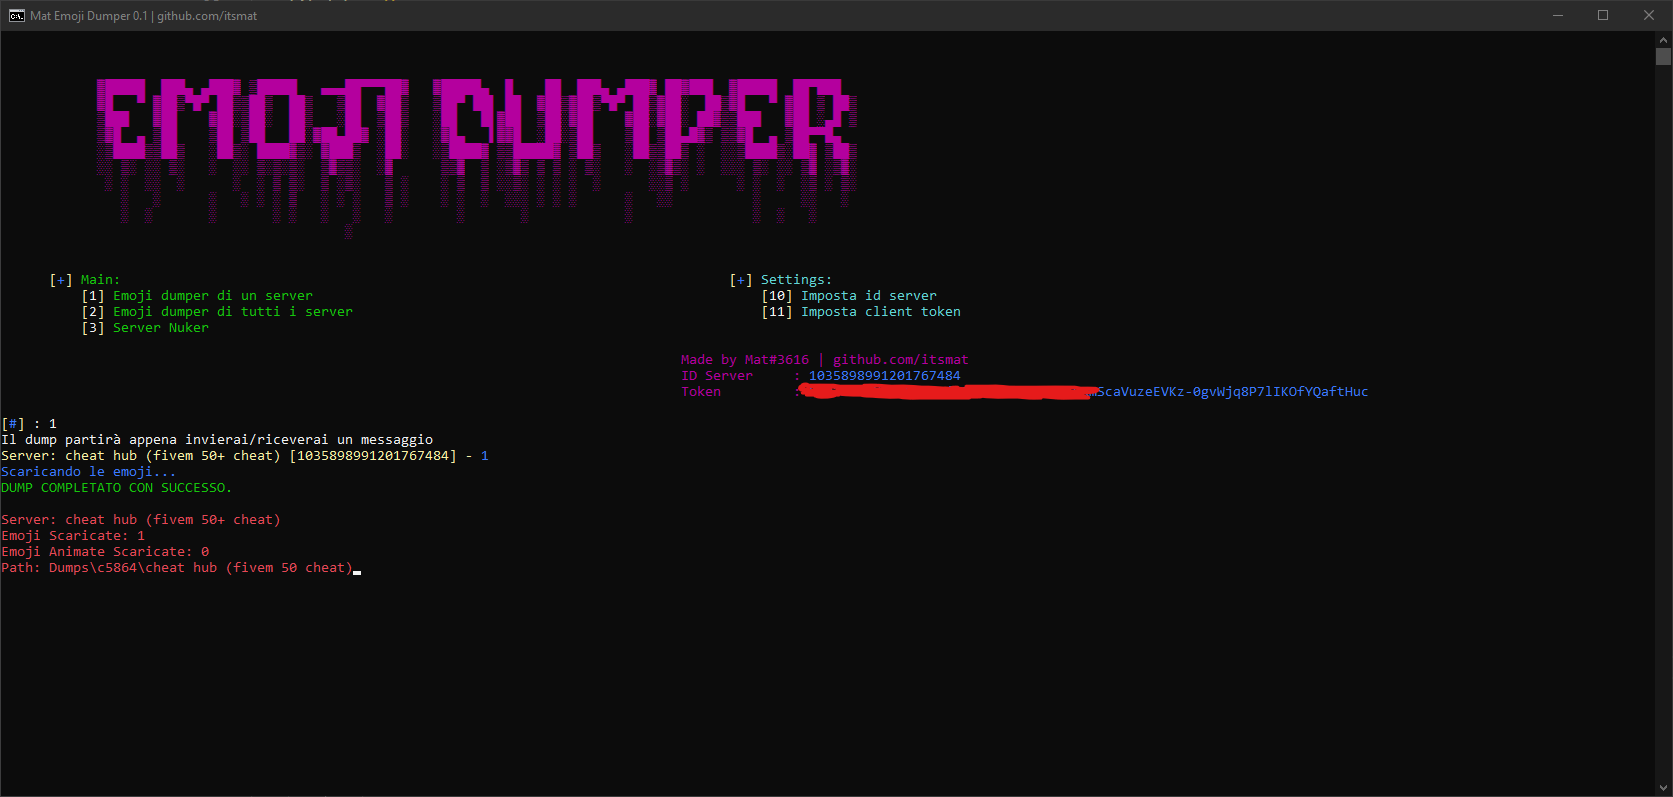 Mat Emoji Dumper 0.1 | github.com/itsmat
EMOJI DUMPER
[+] Main:
[1] Emoji dumper di un server
[2] Emoji dumper di tutti i server
[3] Server Nuker
[+] Settings:
[10] Imposta id server
[11] Imposta client token
Made by Mat#3616 | github.com/itsmat
ID Server : 1035898991201767484
Token : ScaVuzeEVKz-0gvWjq8P7lIKOfYQaftHuc
[#] : 1
Il dump partirà appena invierai/riceverai un messaggio
Server: cheat hub (fivem 50+ cheat) [1035898991201767484] - 1
Scaricando le emoji...
DUMP COMPLETATO CON SUCCESSO.
Server: cheat hub (fivem 50+ cheat)
Emoji Scaricate: 1
Emoji Animate Scaricate: 0
Path: Dumps\c5864\cheat hub (fivem 50 cheat)